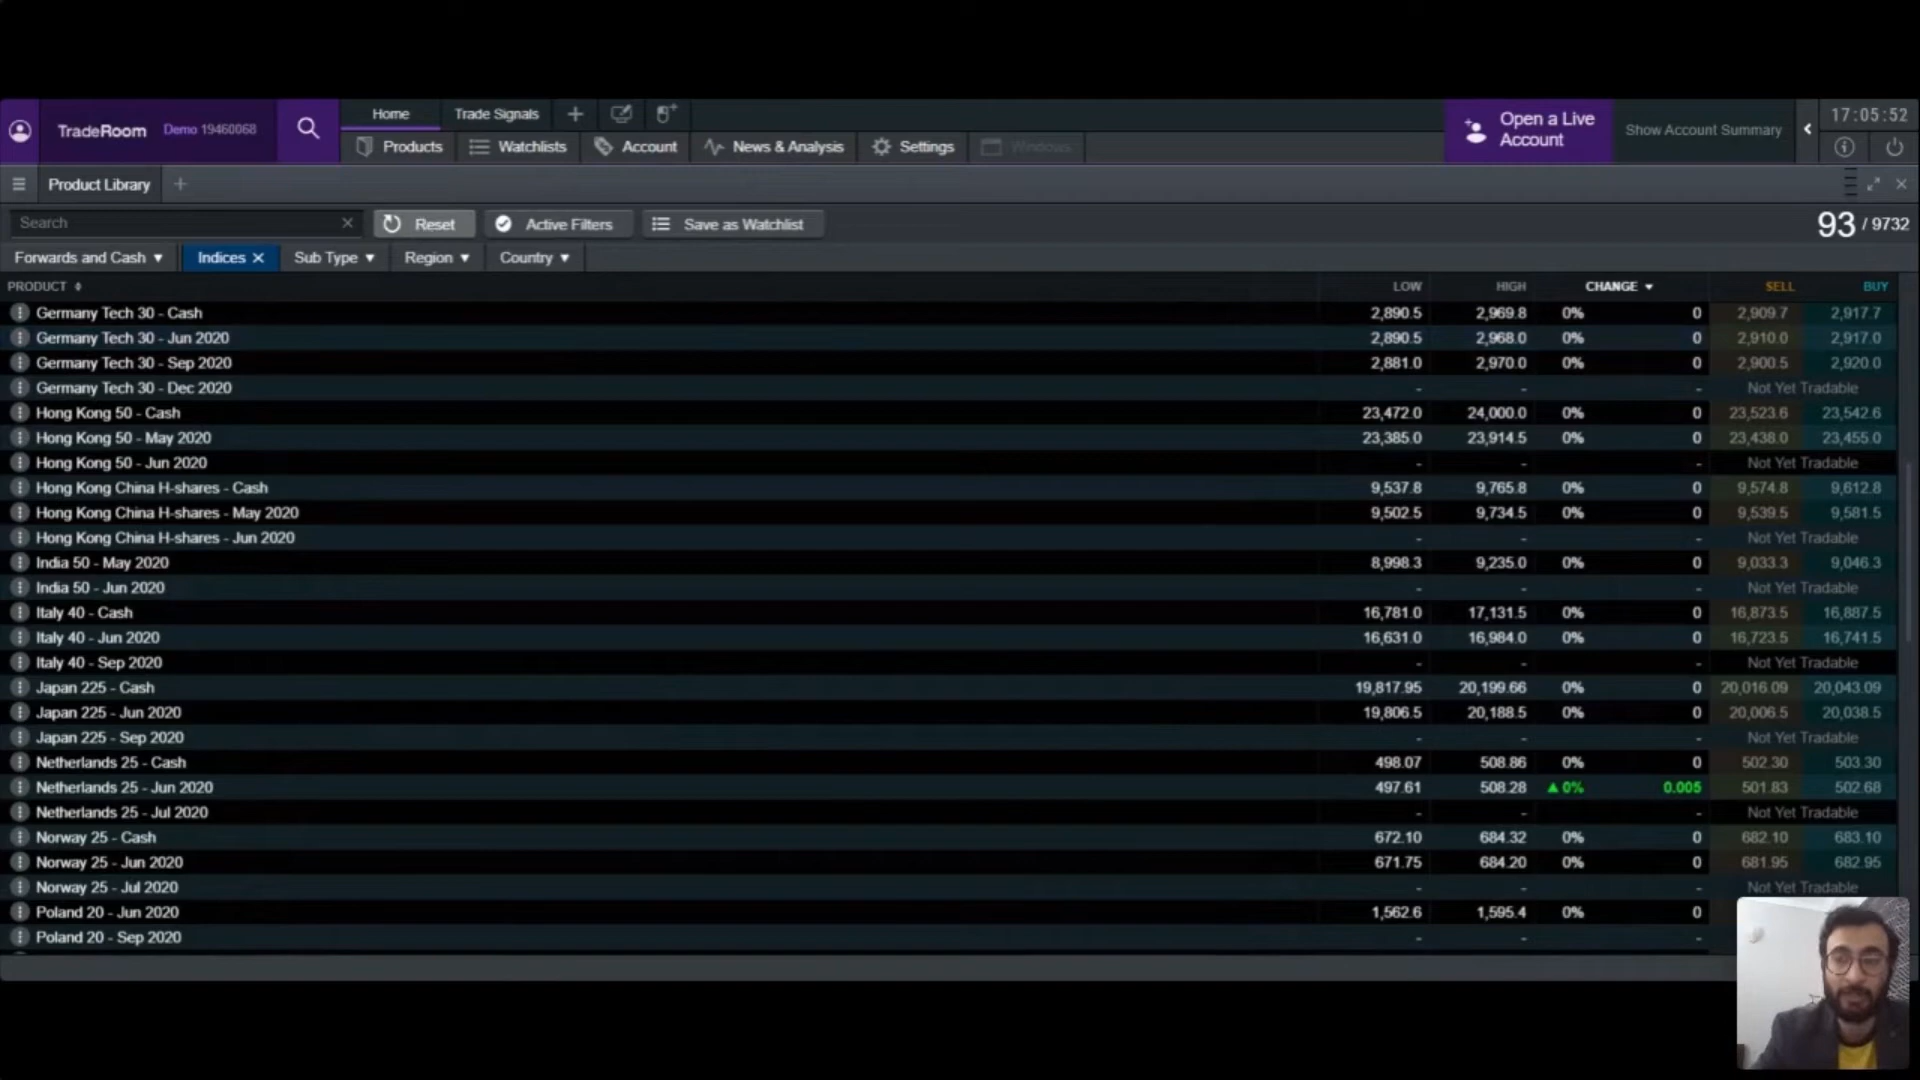 Home Trade Signals 17:05:52
TradeRoom Demo 19460068 Open a Live Account Show Account Summary
Products Watchlists Account News & Analysis Settings Windows
Product Library
Search Reset Active Filters Save as Watchlist 93 / 9732
Forwards and Cash Indices Sub Type Region Country
PRODUCT LOW HIGH CHANGE SELL BUY
Germany Tech 30 - Cash 2,890.5 2,969.8 0% 0 2,909.7 2,917.7
Germany Tech 30 - Jun 2020 2,890.5 2,968.0 0% 0 2,910.0 2,917.0
Germany Tech 30 - Sep 2020 2,881.0 2,970.0 0% 0 2,900.5 2,920.0
Germany Tech 30 - Dec 2020 - - - Not Yet Tradable
Hong Kong 50 - Cash 23,472.0 24,000.0 0% 0 23,523.6 23,542.6
Hong Kong 50 - May 2020 23,385.0 23,914.5 0% 0 23,438.0 23,455.0
Hong Kong 50 - Jun 2020 - - - Not Yet Tradable
Hong Kong China H-shares - Cash 9,537.8 9,765.8 0% 0 9,574.8 9,612.8
Hong Kong China H-shares - May 2020 9,502.5 9,734.5 0% 0 9,539.5 9,581.5
Hong Kong China H-shares - Jun 2020 - - - Not Yet Tradable
India 50 - May 2020 8,998.3 9,235.0 0% 0 9,033.3 9,046.3
India 50 - Jun 2020 - - - Not Yet Tradable
Italy 40 - Cash 16,781.0 17,131.5 0% 0 16,873.5 16,887.5
Italy 40 - Jun 2020 16,631.0 16,984.0 0% 0 16,723.5 16,741.5
Italy 40 - Sep 2020 - - - Not Yet Tradable
Japan 225 - Cash 19,817.95 20,199.66 0% 0 20,016.09 20,043.09
Japan 225 - Jun 2020 19,806.5 20,188.5 0% 0 20,006.5 20,038.5
Japan 225 - Sep 2020 - - - Not Yet Tradable
Netherlands 25 - Cash 498.07 508.86 0% 0 502.30 503.30
Netherlands 25 - Jun 2020 497.61 508.28 ▲0% 0.005 501.83 502.68
Netherlands 25 - Jul 2020 - - - Not Yet Tradable
Norway 25 - Cash 672.10 684.32 0% 0 682.10 683.10
Norway 25 - Jun 2020 671.75 684.20 0% 0 681.95 682.95
Norway 25 - Jul 2020 - - - Not Yet Tradable
Poland 20 - Jun 2020 1,562.6 1,595.4 0% 0
Poland 20 - Sep 2020 - - -